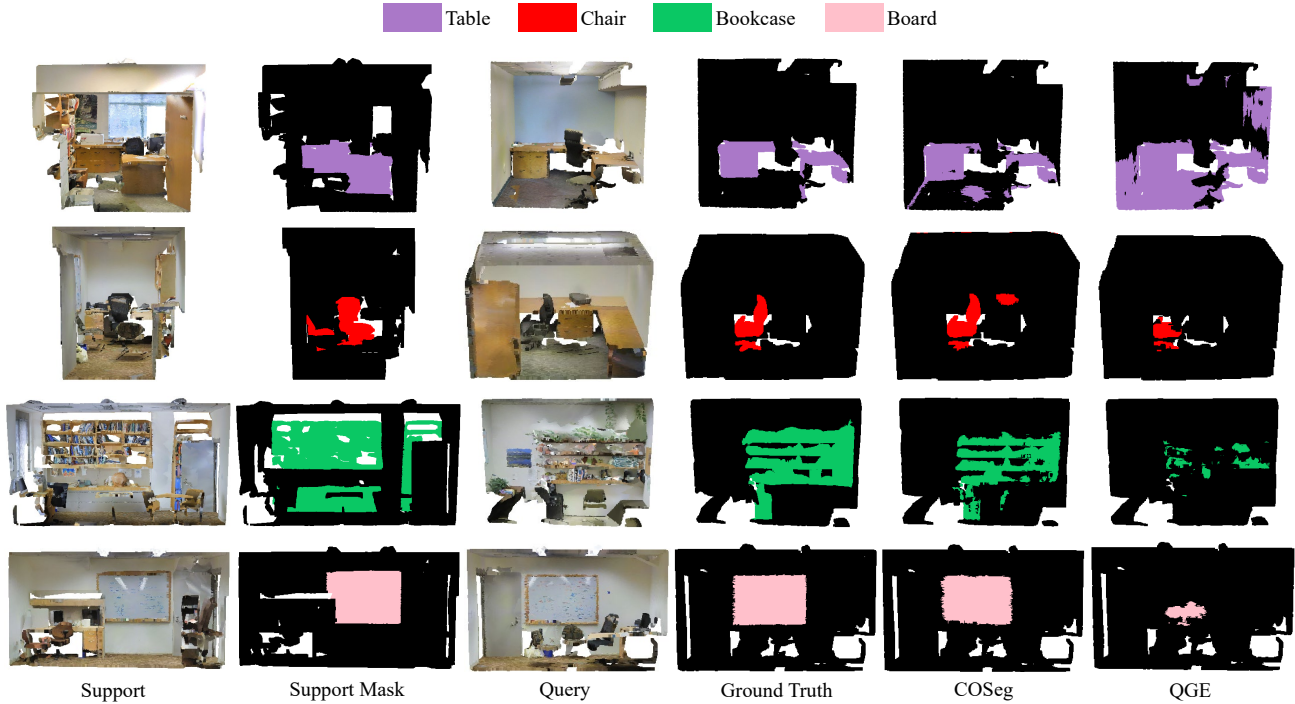 Table Chair Bookcase Board
Support Support Mask Query Ground Truth COSeg QGE